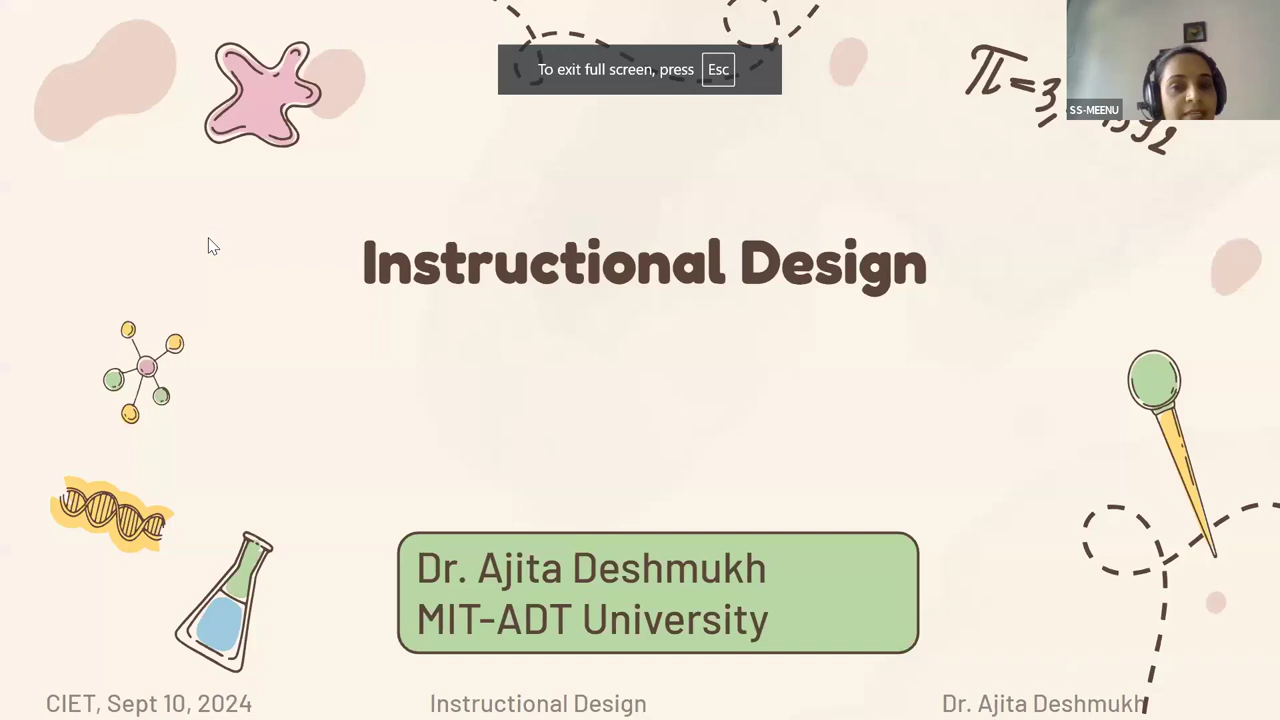 To exit full screen, press Esc
π=3
1592
SS-MEENU
Instructional Design
Dr. Ajita Deshmukh
MIT-ADT University
CIET, Sept 10, 2024
Instructional Design
Dr. Ajita Deshmukh